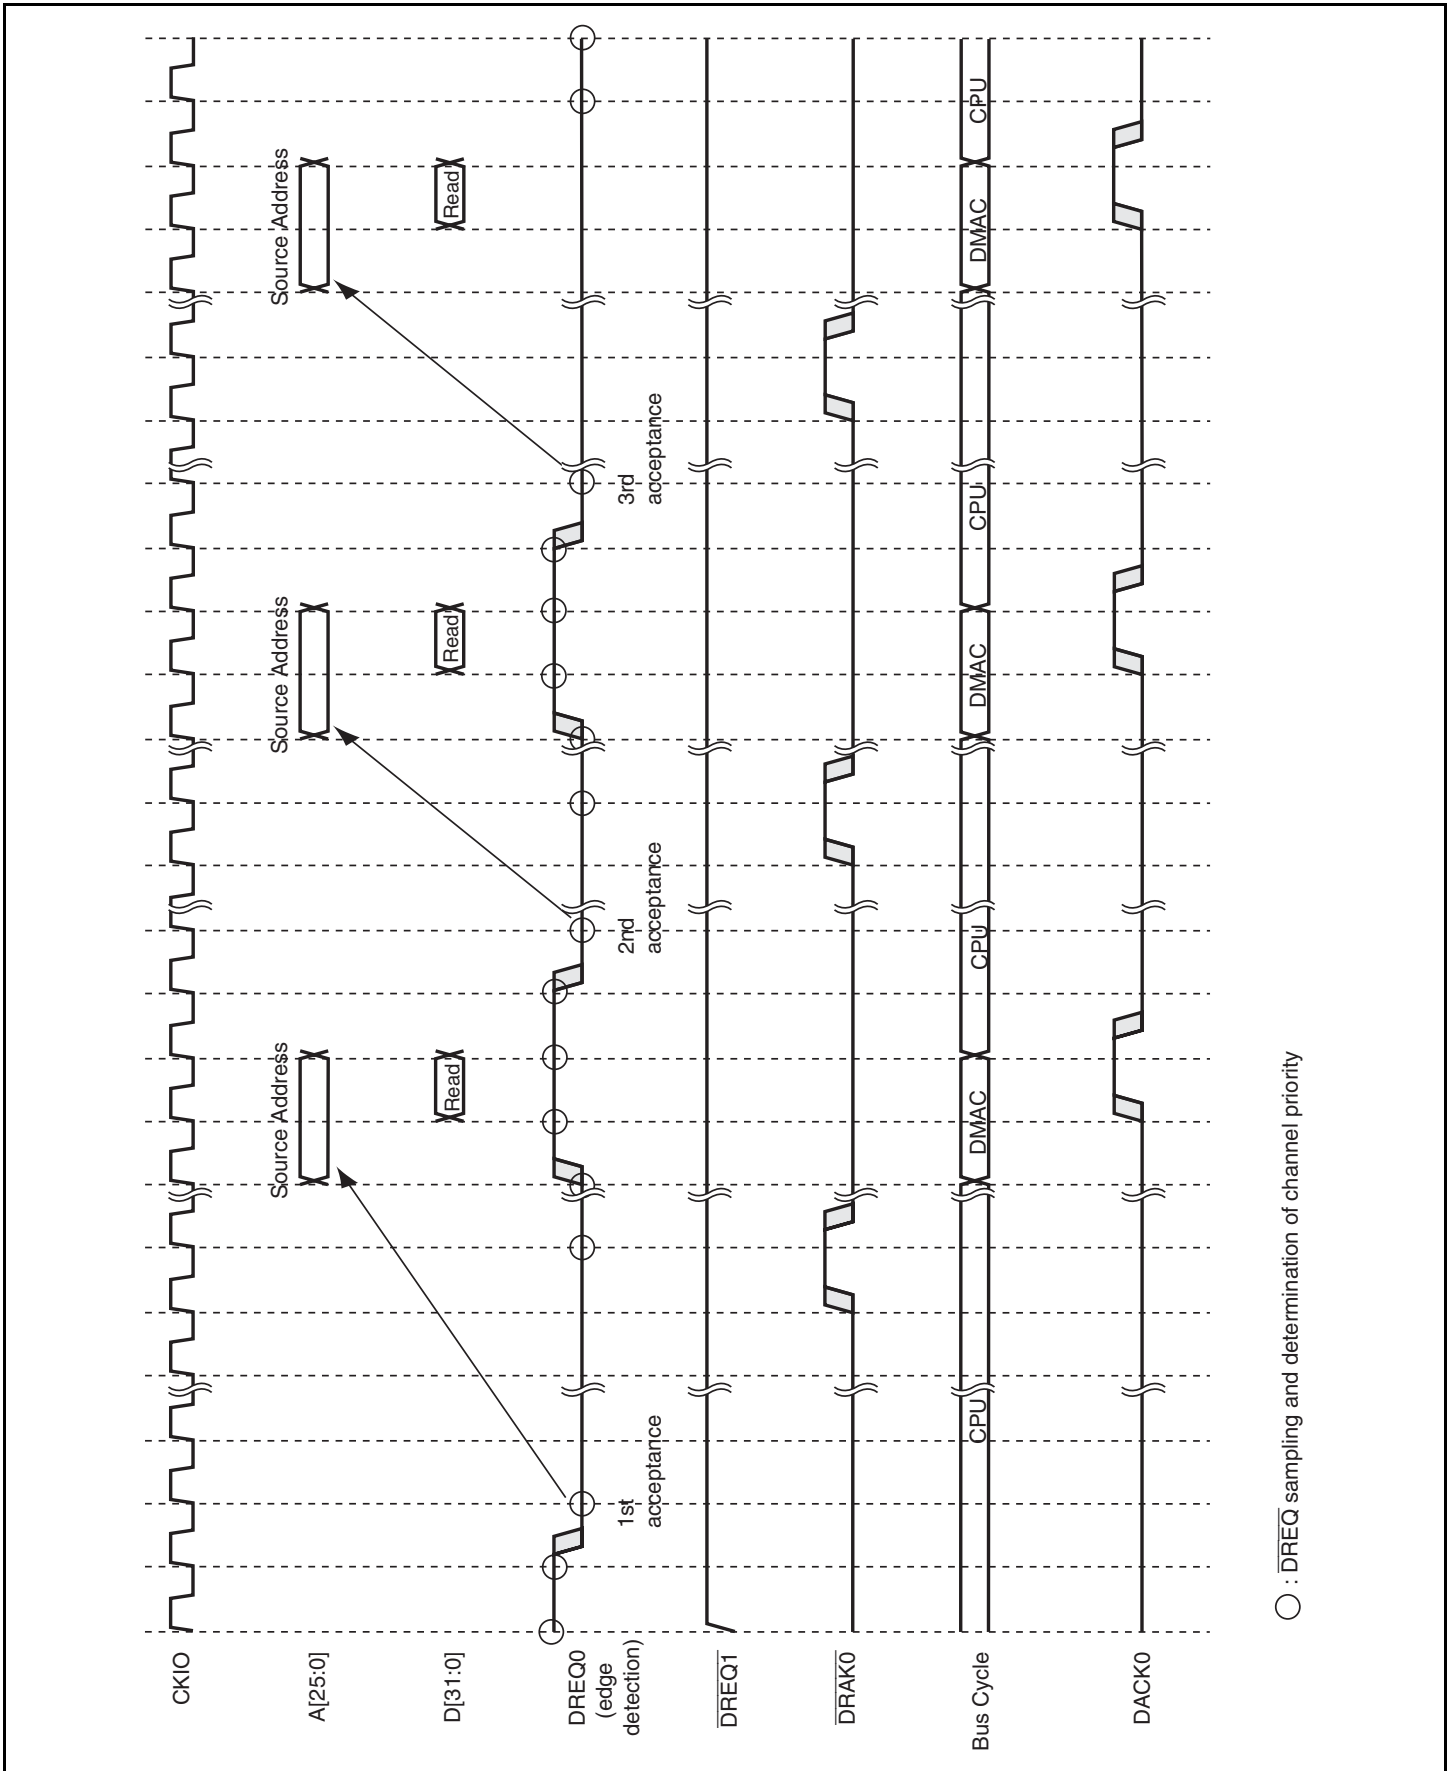 CKIO
A[25:0]
Source Address
Source Address
Source Address
D[31:0]
Read
Read
Read
DREQ0
(edge
detection)
1st
acceptance
2nd
acceptance
3rd
acceptance
DREQ1
DRAK0
Bus Cycle
CPU
DMAC
CPU
DMAC
CPU
DMAC
CPU
DACK0
: DREQ sampling and determination of channel priority